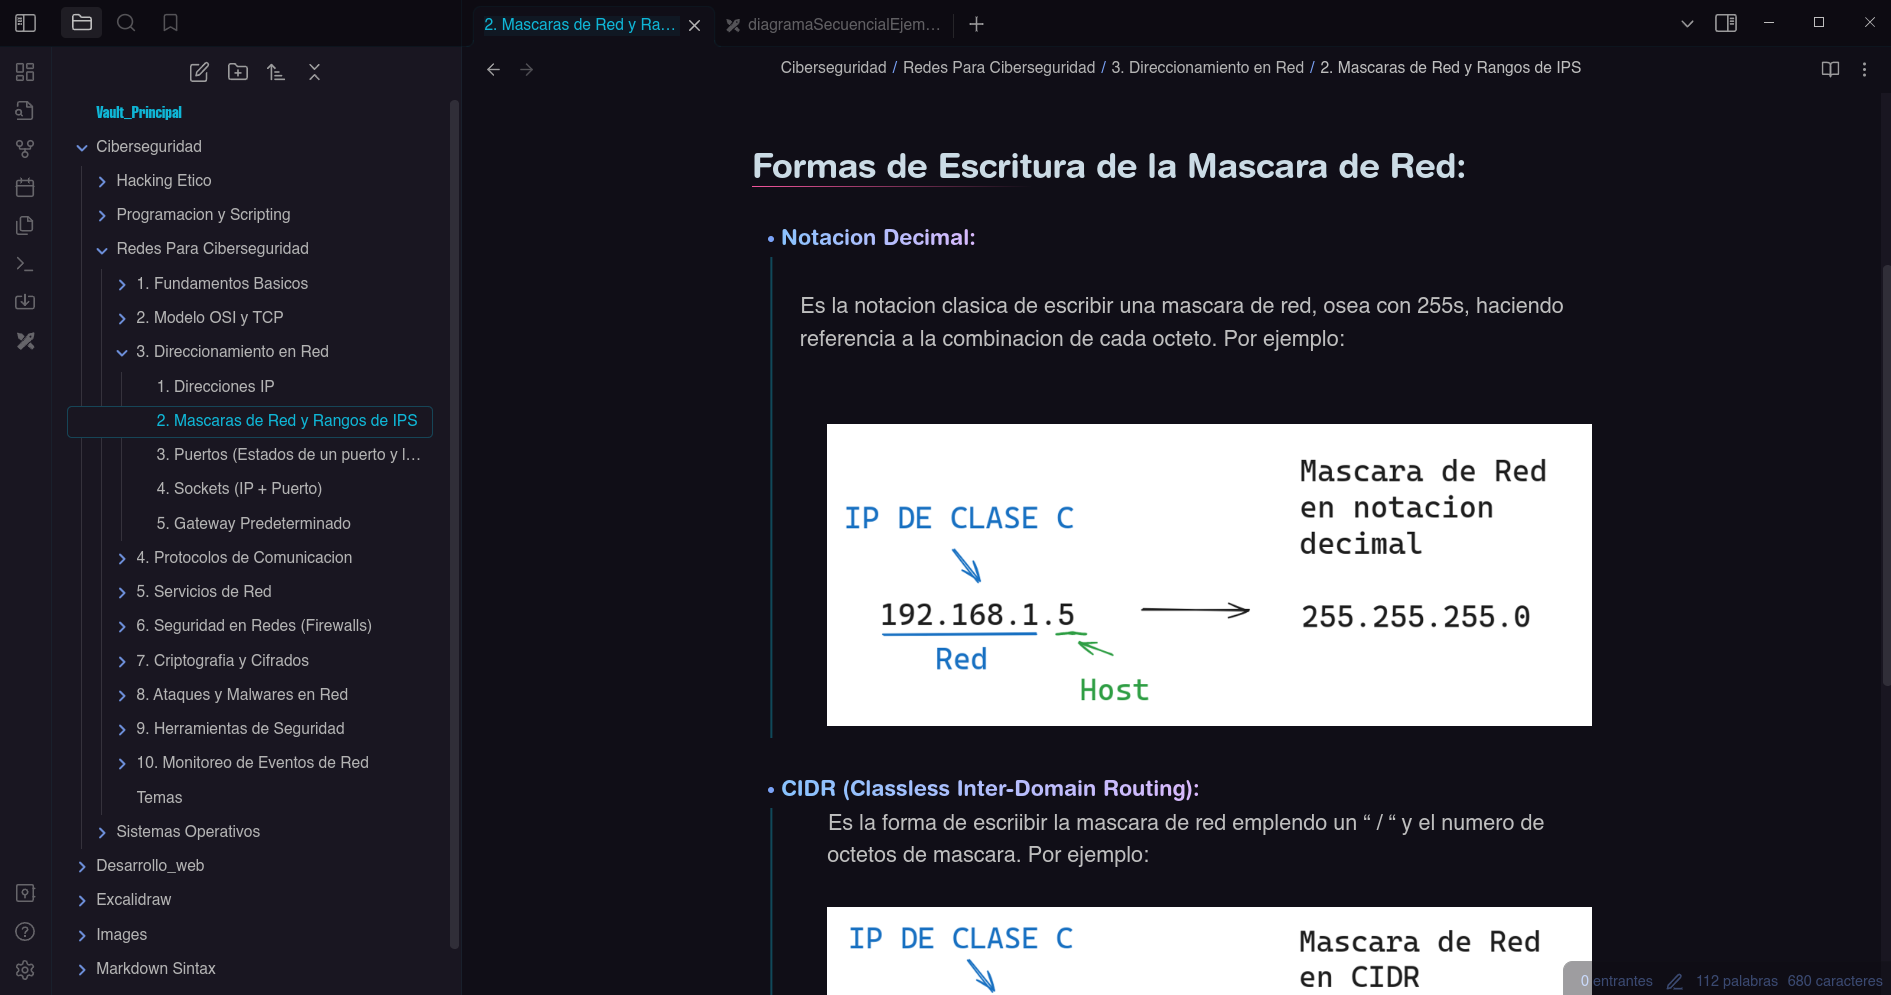 2. Mascaras de Red y Ra...
diagramaSecuencialEjem...
Ciberseguridad / Redes Para Ciberseguridad / 3. Direccionamiento en Red / 2. Mascaras de Red y Rangos de IPS
Vault_Principal
Ciberseguridad
Hacking Etico
Programacion y Scripting
Redes Para Ciberseguridad
1. Fundamentos Basicos
2. Modelo OSI y TCP
3. Direccionamiento en Red
1. Direcciones IP
2. Mascaras de Red y Rangos de IPS
3. Puertos (Estados de un puerto y l...
4. Sockets (IP + Puerto)
5. Gateway Predeterminado
4. Protocolos de Comunicacion
5. Servicios de Red
6. Seguridad en Redes (Firewalls)
7. Criptografia y Cifrados
8. Ataques y Malwares en Red
9. Herramientas de Seguridad
10. Monitoreo de Eventos de Red
Temas
Sistemas Operativos
Desarrollo_web
Excalidraw
Images
Markdown Sintax
Formas de Escritura de la Mascara de Red:
• Notacion Decimal:
Es la notacion clasica de escribir una mascara de red, osea con 255s, haciendo
referencia a la combinacion de cada octeto. Por ejemplo:
IP DE CLASE C
192.168.1.5
Red
Host
Mascara de Red
en notacion
decimal
255.255.255.0
• CIDR (Classless Inter-Domain Routing):
Es la forma de escriibir la mascara de red emplendo un “ / “ y el numero de
octetos de mascara. Por ejemplo:
IP DE CLASE C
Mascara de Red
en CIDR
0 entrantes
112 palabras
680 caracteres